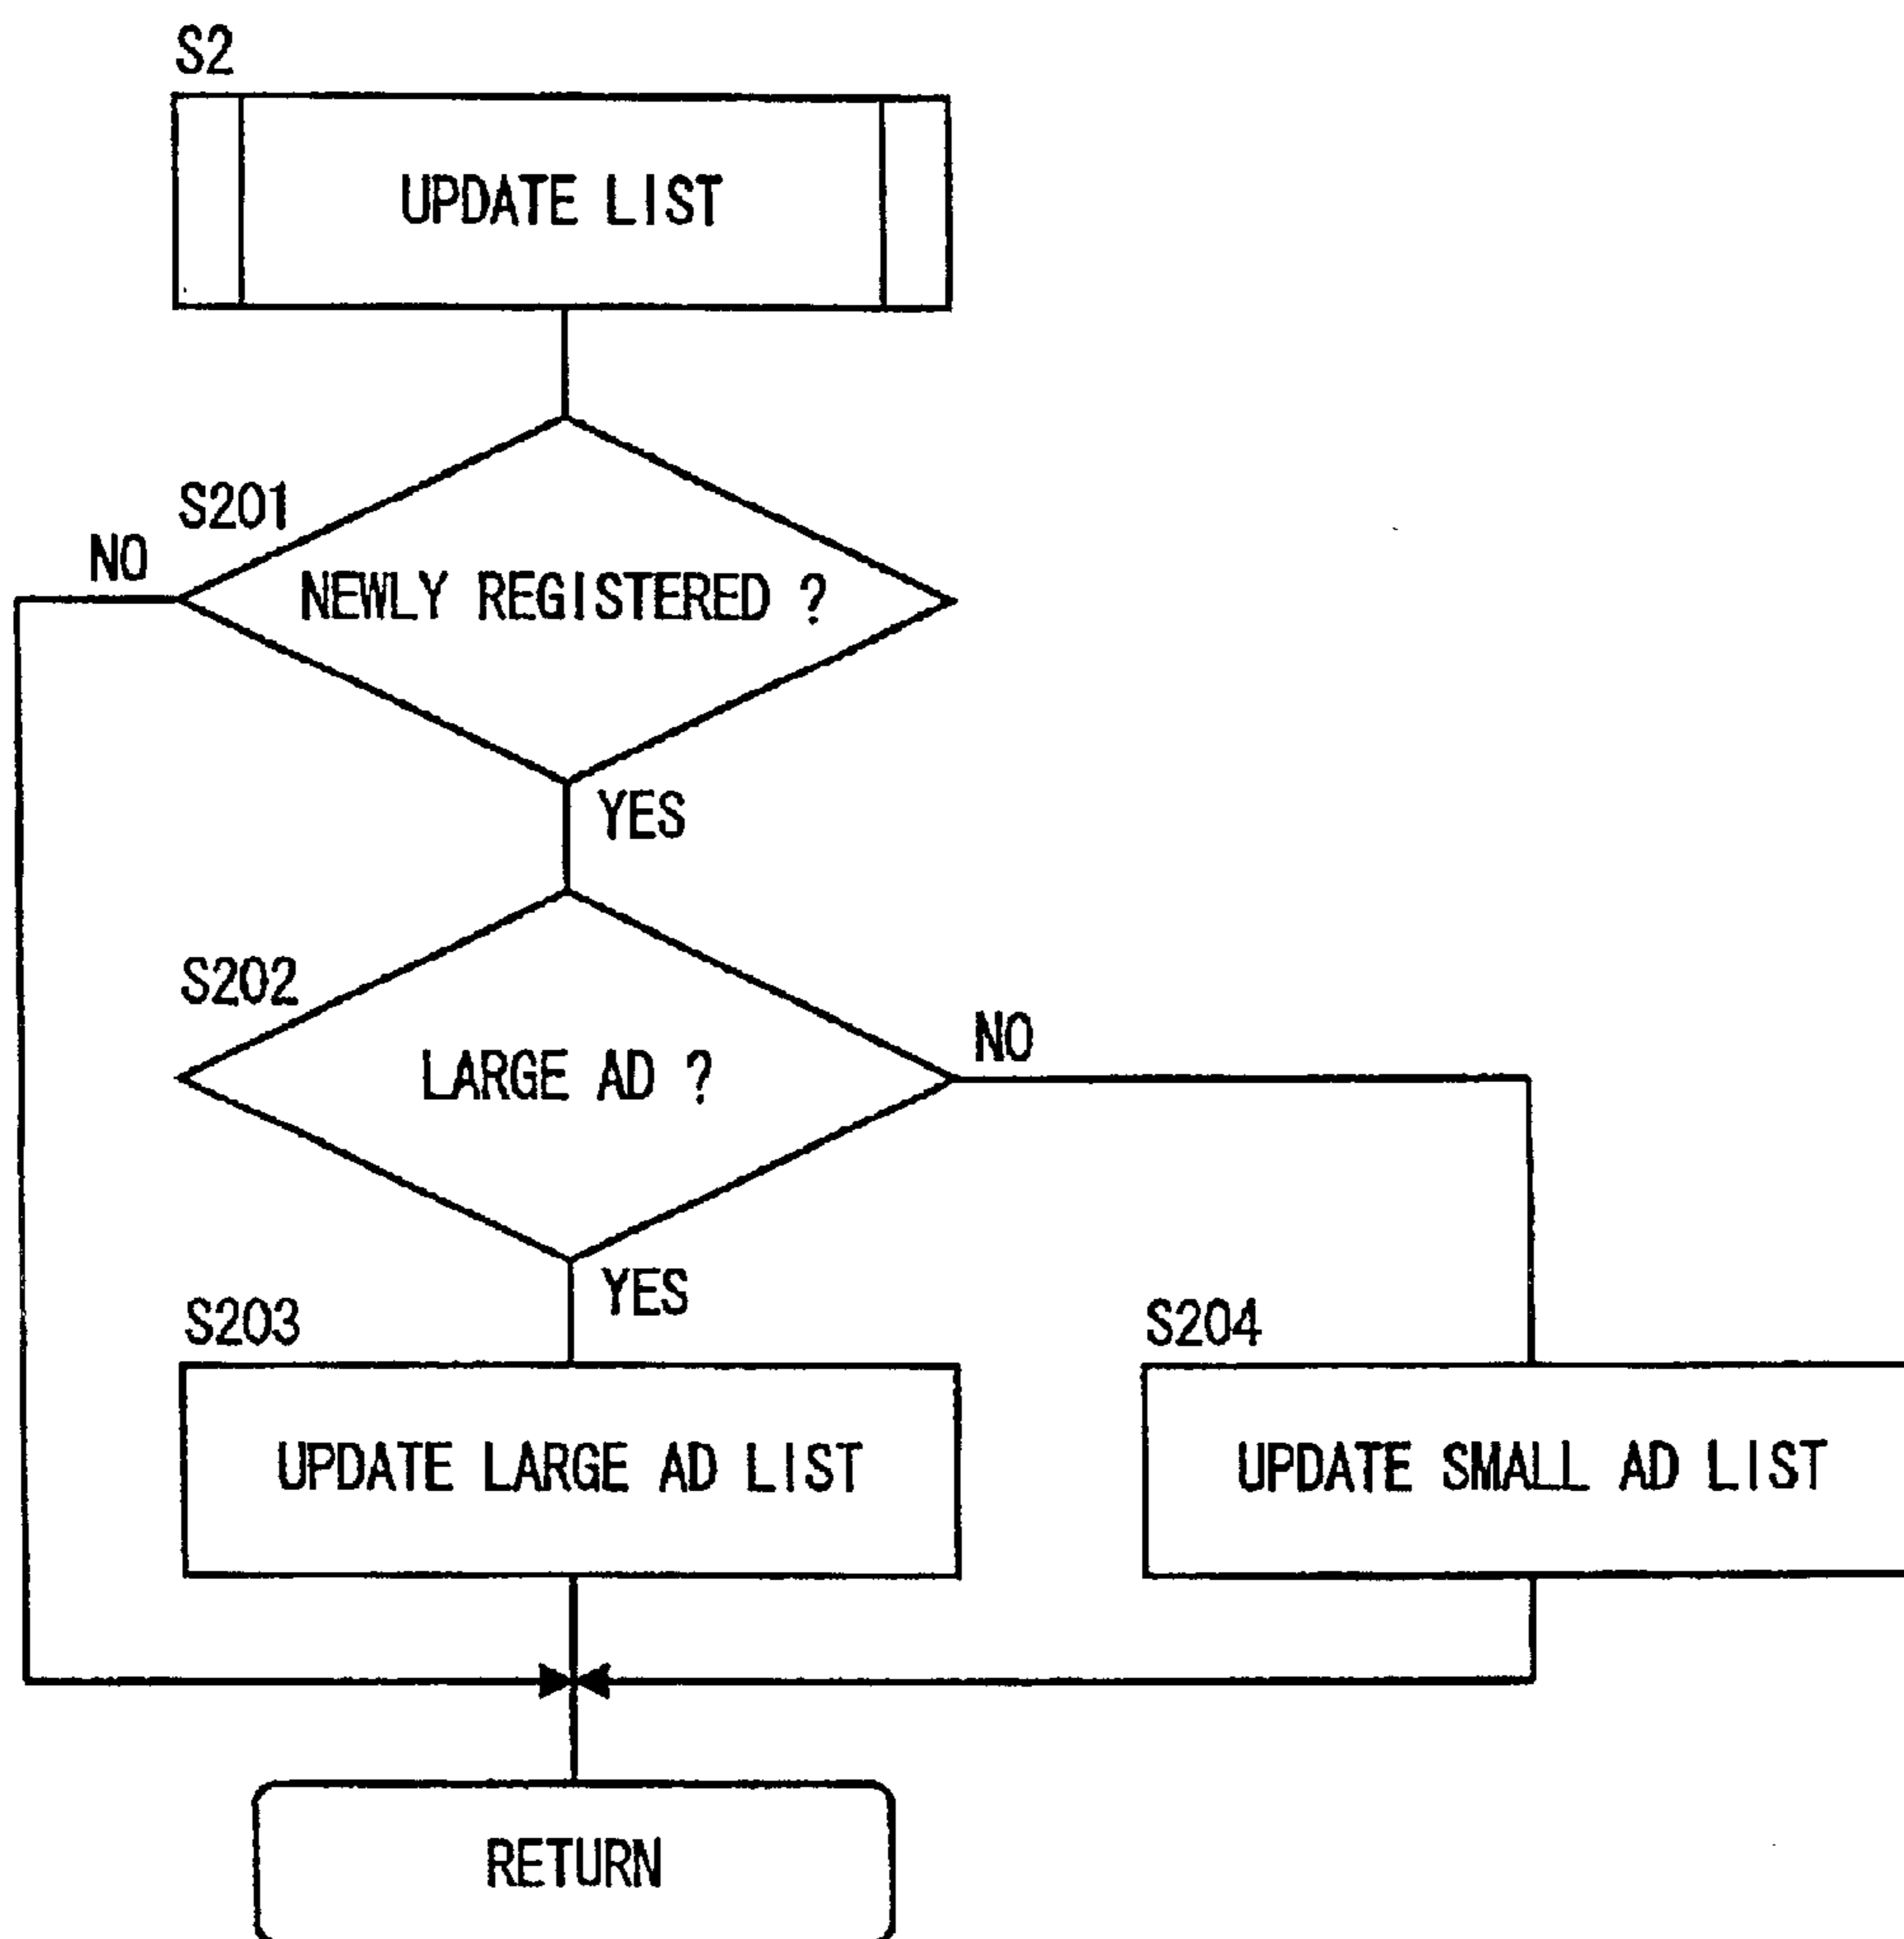 S2
UPDATE LIST
S201
NO
NEWLY REGISTERED ?
YES
S202
NO
LARGE AD ?
YES
S203
S204
UPDATE LARGE AD LIST
UPDATE SMALL AD LIST
RETURN